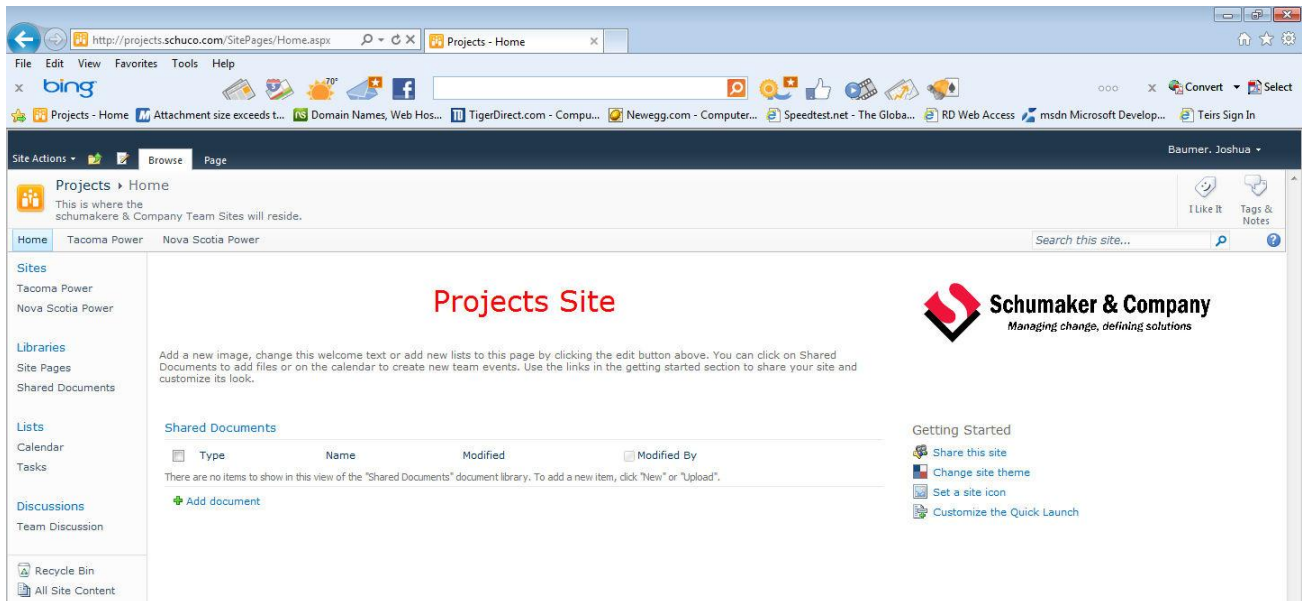 http://projects.schuco.com/SitePages/Home.aspx
Projects - Home
File Edit View Favorites Tools Help
x bing 70° Convert Select
Projects - Home Attachment size exceeds t... Domain Names, Web Hos... TigerDirect.com - Compu... Newegg.com - Computer... Speedtest.net - The Globa... RD Web Access msdn Microsoft Develop... Teirs Sign In
Site Actions Browse Page Baumer, Joshua
Projects Home
This is where the
schumakere & Company Team Sites will reside.
I Like It
Tags &
Notes
Home Tacoma Power Nova Scotia Power Search this site...
Sites
Tacoma Power
Nova Scotia Power
Libraries
Site Pages
Shared Documents
Lists
Calendar
Tasks
Discussions
Team Discussion
Recycle Bin
All Site Content
Projects Site
Schumaker & Company
Managing change, defining solutions
Add a new image, change this welcome text or add new lists to this page by clicking the edit button above. You can click on Shared
Documents to add files or on the calendar to create new team events. Use the links in the getting started section to share your site and
customize its look.
Shared Documents
Type Name Modified Modified By
There are no items to show in this view of the "Shared Documents" document library. To add a new item, click "New" or "Upload".
Add document
Getting Started
Share this site
Change site theme
Set a site icon
Customize the Quick Launch